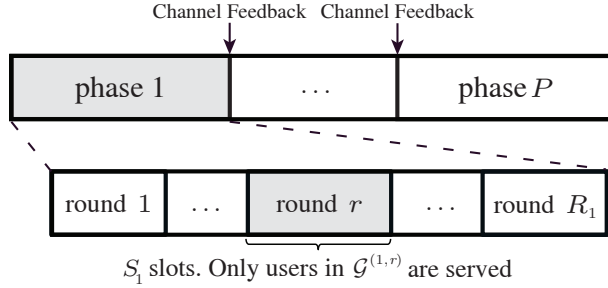 Channel Feedback Channel Feedback
phase 1 ... phase P
round 1 ... round r ... round R₁
S₁ slots. Only users in 𝒢^(1,r) are served